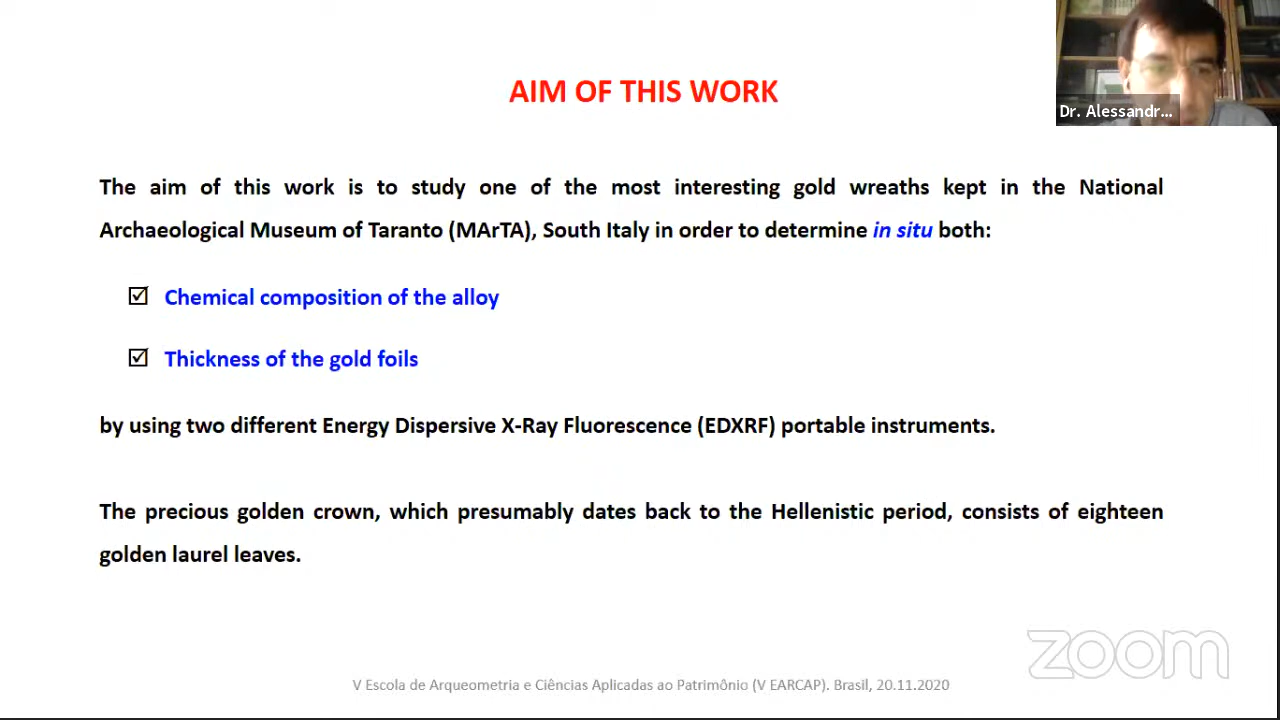 AIM OF THIS WORK
Dr. Alessandr...
The aim of this work is to study one of the most interesting gold wreaths kept in the National
Archaeological Museum of Taranto (MArTA), South Italy in order to determine in situ both:
Chemical composition of the alloy
Thickness of the gold foils
by using two different Energy Dispersive X-Ray Fluorescence (EDXRF) portable instruments.
The precious golden crown, which presumably dates back to the Hellenistic period, consists of eighteen
golden laurel leaves.
zoom
V Escola de Arqueometria e Ciências Aplicadas ao Patrimônio (V EARCAP). Brasil, 20.11.2020